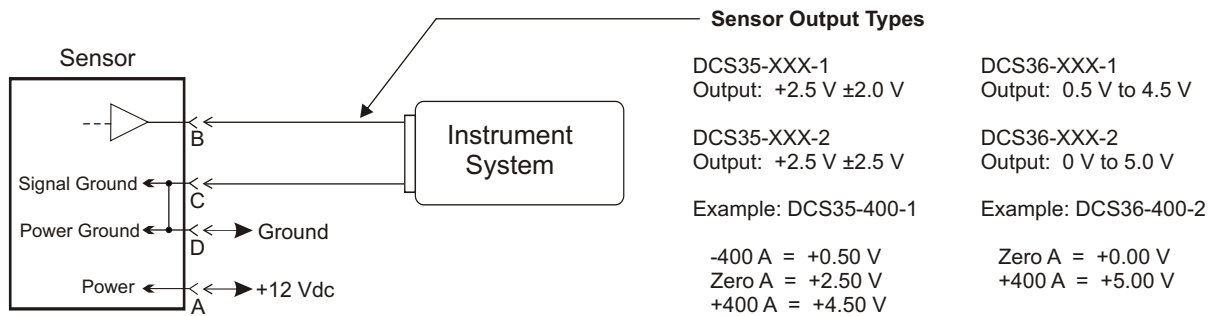 Sensor
B
Signal Ground
C
Power Ground
D
Ground
Power
A
+12 Vdc
Instrument
System
Sensor Output Types
DCS35-XXX-1
Output: +2.5 V ±2.0 V
DCS35-XXX-2
Output: +2.5 V ±2.5 V
Example: DCS35-400-1
-400 A = +0.50 V
Zero A = +2.50 V
+400 A = +4.50 V
DCS36-XXX-1
Output: 0.5 V to 4.5 V
DCS36-XXX-2
Output: 0 V to 5.0 V
Example: DCS36-400-2
Zero A = +0.00 V
+400 A = +5.00 V